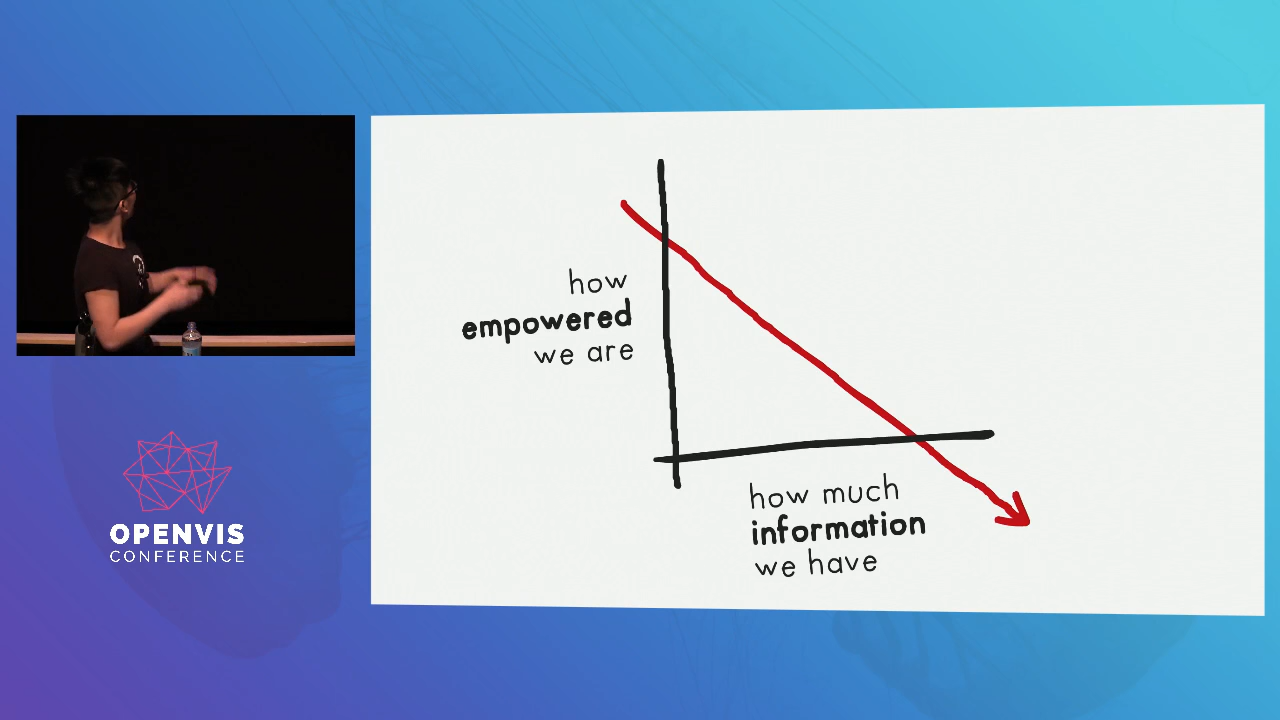 how
empowered
we are
how much
information
we have
OPENVIS
CONFERENCE